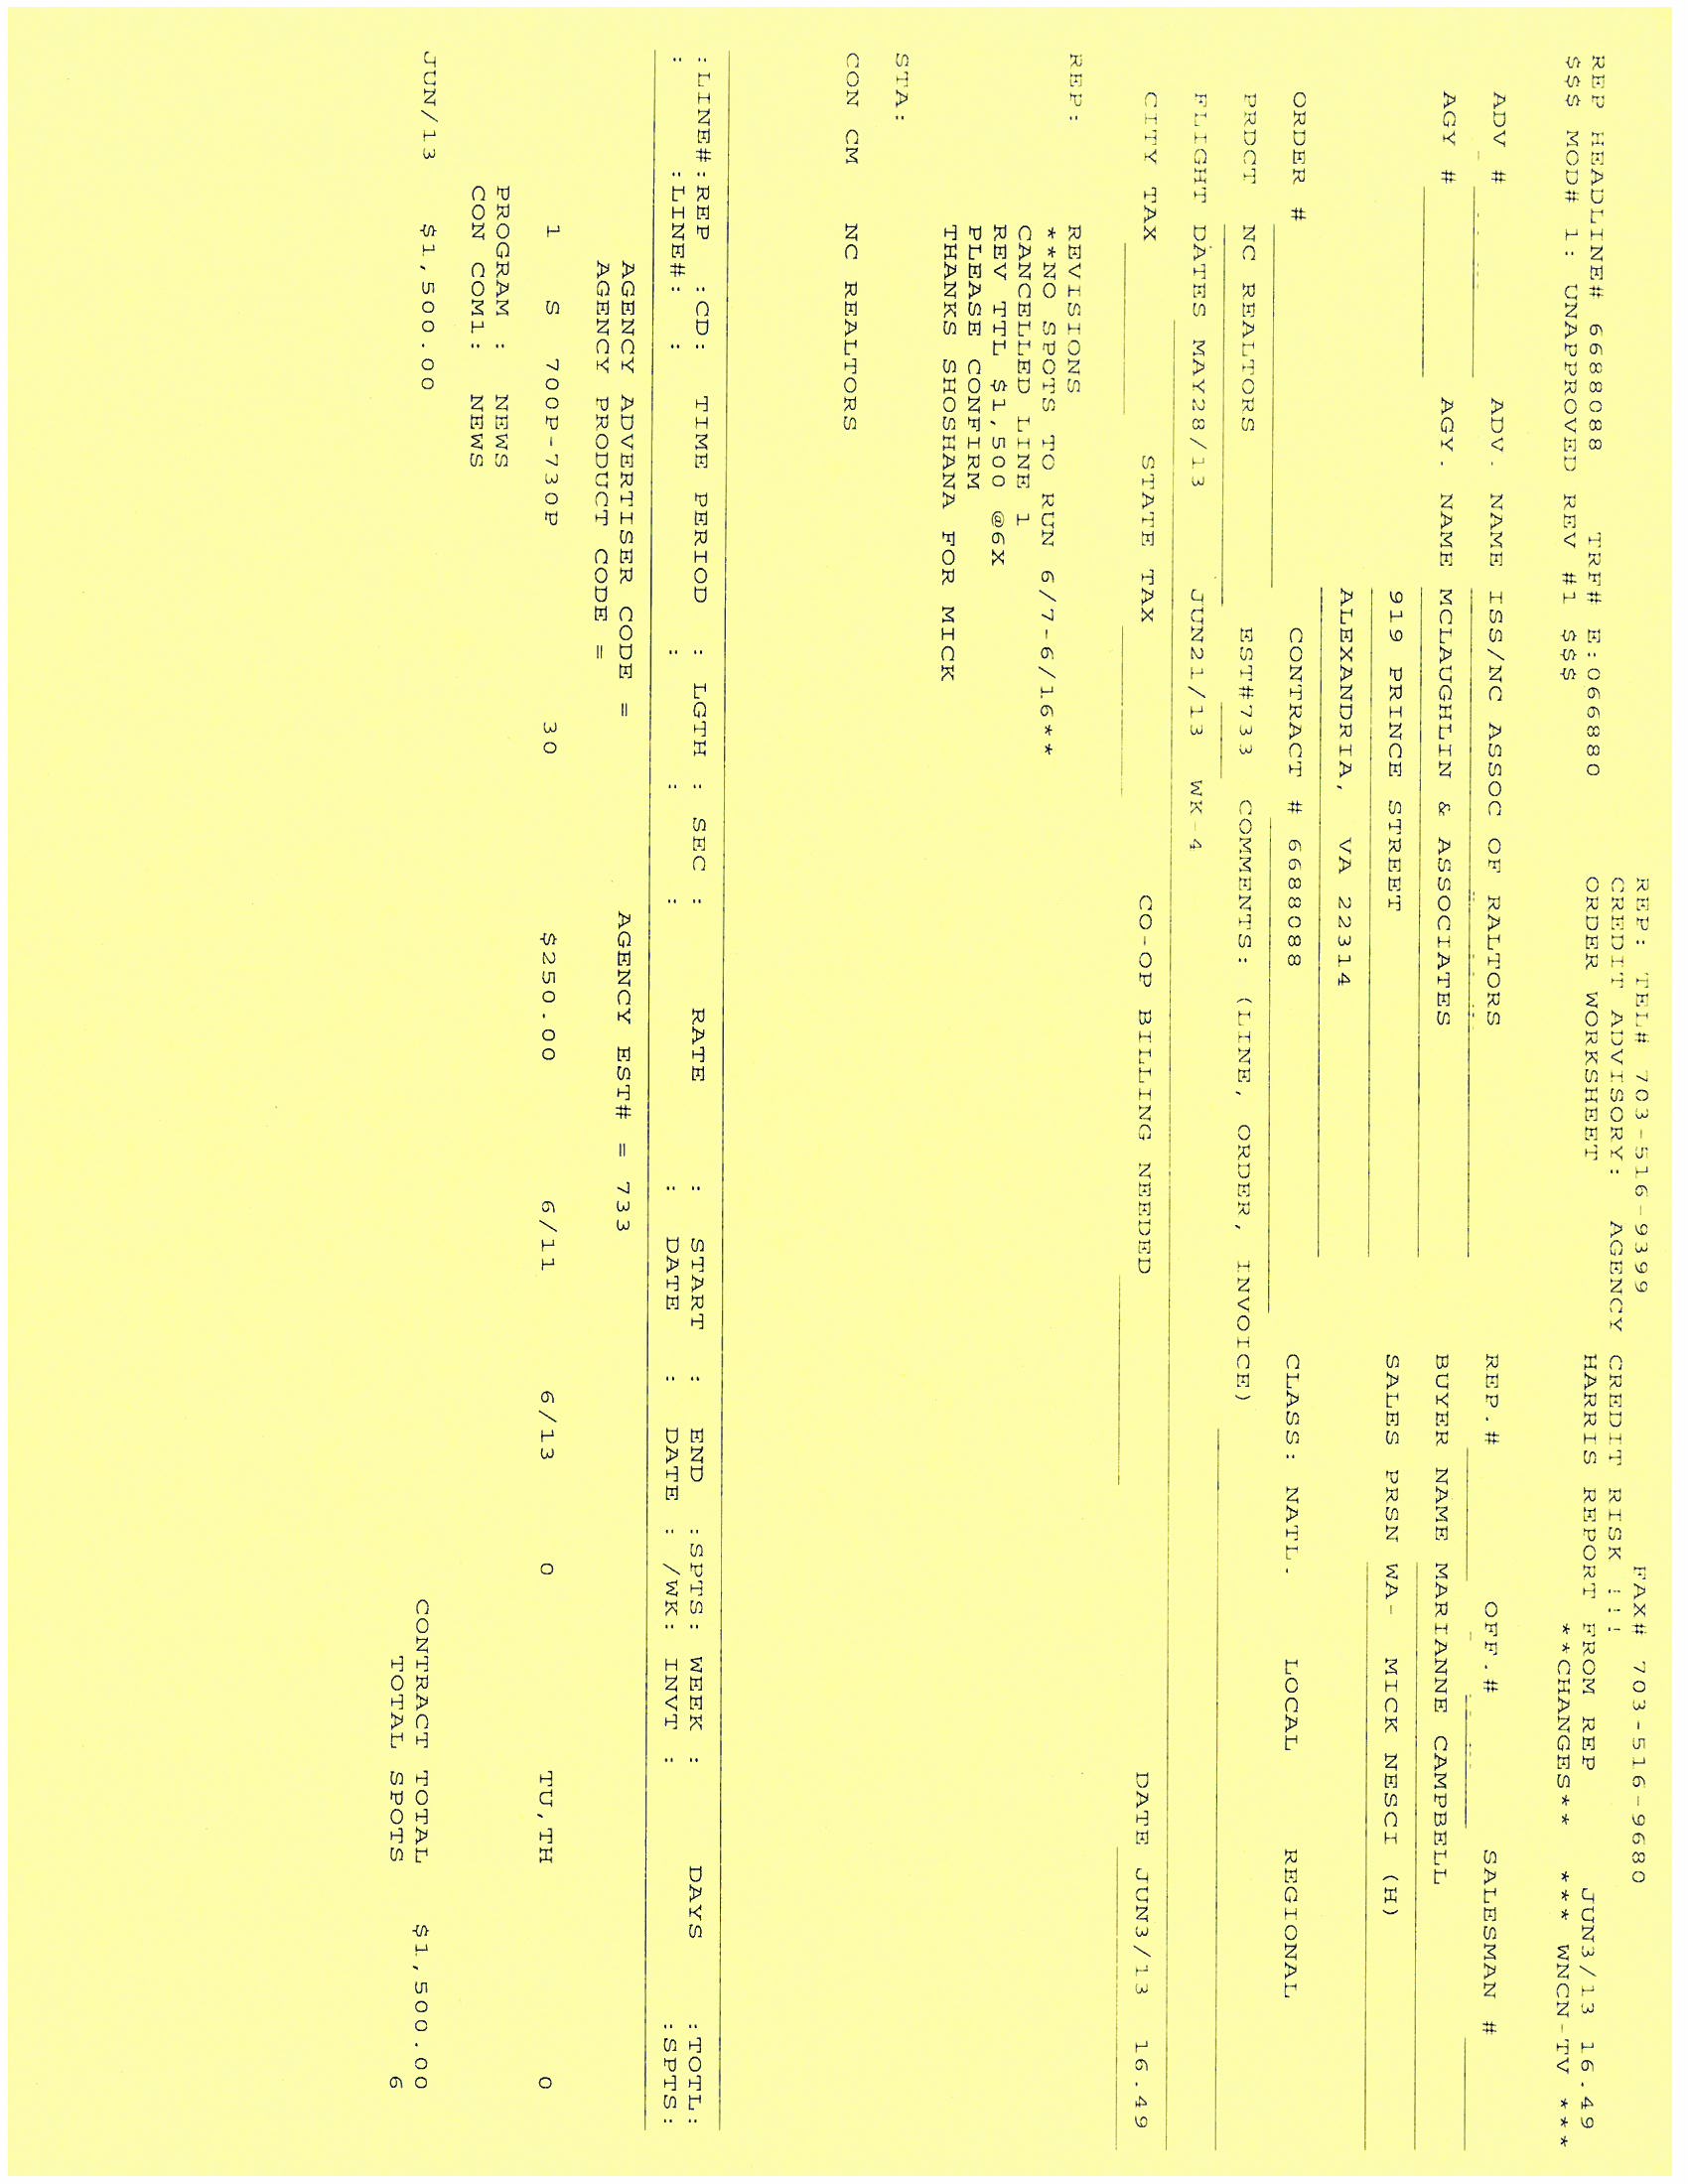 REP: TEL# 703-516-9399 FAX# 703-516-9680
CREDIT ADVISORY: AGENCY CREDIT RISK !!!
REP HEADLINE# 6688088 TRF# E:066880 ORDER WORKSHEET HARRIS REPORT FROM REP JUN3/13 16.49
$$$ MOD# 1: UNAPPROVED REV #1 $$$ **CHANGES** *** WNCN-TV ***
ADV # ADV. NAME ISS/NC ASSOC OF RALTORS REP.# OFF.# SALESMAN #
AGY # AGY. NAME MCLAUGHLIN & ASSOCIATES BUYER NAME MARIANNE CAMPBELL
919 PRINCE STREET SALES PRSN WA- MICK NESCI (H)
ALEXANDRIA, VA 22314
ORDER # CONTRACT # 6688088 CLASS: NATL. LOCAL REGIONAL
PRDCT NC REALTORS EST#733 COMMENTS: (LINE, ORDER, INVOICE)
FLIGHT DATES MAY28/13 JUN21/13 WK-4
CITY TAX STATE TAX CO-OP BILLING NEEDED DATE JUN3/13 16.49
REP: REVISIONS
**NO SPOTS TO RUN 6/7-6/16**
CANCELLED LINE 1
REV TTL $1,500 @6X
PLEASE CONFIRM
THANKS SHOSHANA FOR MICK
STA:
CON CM NC REALTORS
:LINE#:REP :CD: TIME PERIOD : LGTH : SEC : RATE : START : END :SPTS: WEEK : DAYS :TOTL:
: :LINE#: : : : : : DATE : DATE : /WK: INVT : :SPTS:
AGENCY ADVERTISER CODE = AGENCY EST# = 733
AGENCY PRODUCT CODE =
1 S 700P-730P 30 $250.00 6/11 6/13 0 TU,TH 0
PROGRAM : NEWS
CON COM1: NEWS
JUN/13 $1,500.00 CONTRACT TOTAL $1,500.00
TOTAL SPOTS 6